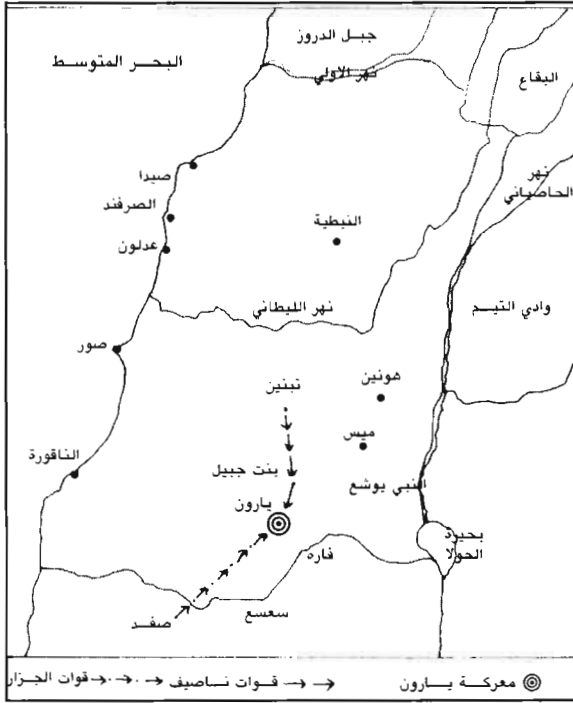 جبل الدروز
البحر المتوسط
نهر الاولي
البقاع
صيدا
نهر
الحاصباني
الصرفند
النبطية
عدلون
نهر الليطاني
وادي التيم
صور
تبنين
هونين
ميس
الناقورة
بنت جبيل
النبي يوشع
يارون
بحيرة
الحولا
فاره
سعسع
صفد
معركة يارون
قوات ناصيف
قوات الجزار